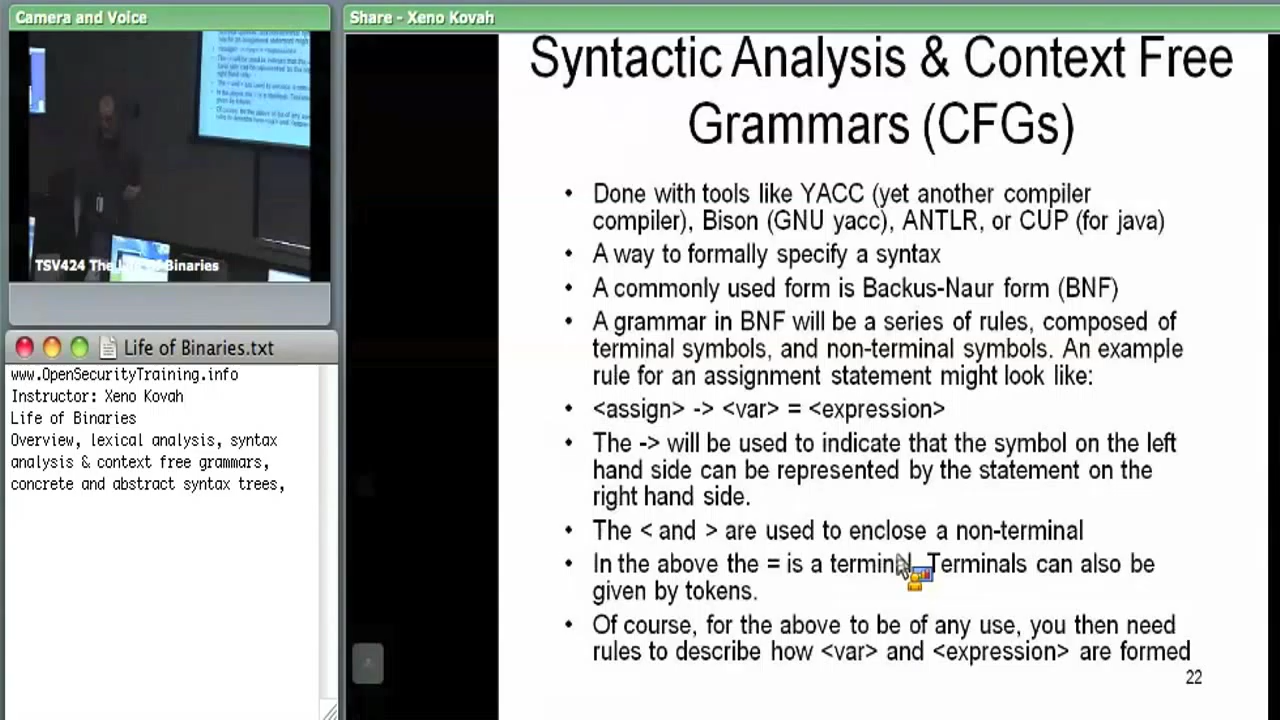 Camera and Voice
TSV424 The Life of Binaries
Life of Binaries.txt
www.OpenSecurityTraining.info
Instructor: Xeno Kovah
Life of Binaries
Overview, lexical analysis, syntax
analysis & context free grammars,
concrete and abstract syntax trees,
Share - Xeno Kovah
Syntactic Analysis & Context Free
Grammars (CFGs)
• Done with tools like YACC (yet another compiler
compiler), Bison (GNU yacc), ANTLR, or CUP (for java)
• A way to formally specify a syntax
• A commonly used form is Backus-Naur form (BNF)
• A grammar in BNF will be a series of rules, composed of
terminal symbols, and non-terminal symbols. An example
rule for an assignment statement might look like:
• <assign> -> <var> = <expression>
• The -> will be used to indicate that the symbol on the left
hand side can be represented by the statement on the
right hand side.
• The < and > are used to enclose a non-terminal
• In the above the = is a terminal. Terminals can also be
given by tokens.
• Of course, for the above to be of any use, you then need
rules to describe how <var> and <expression> are formed
22